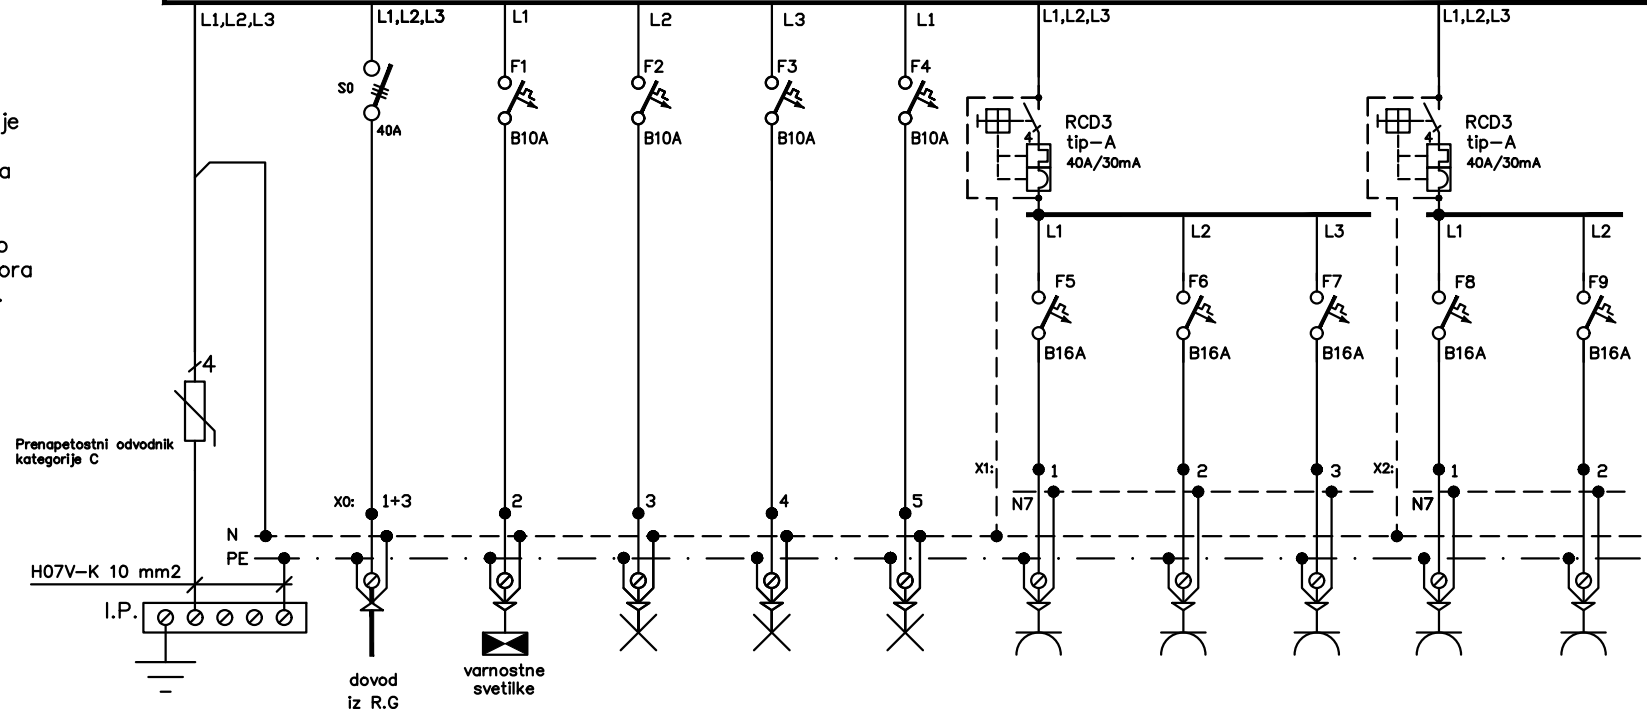 L1,L2,L3
L1,L2,L3
L1
L2
L3
L1
L1,L2,L3
L1,L2,L3
je
a
o
ora
.
S0
40A
F1
B10A
F2
B10A
F3
B10A
F4
B10A
4
RCD3
tip-A
40A/30mA
4
RCD3
tip-A
40A/30mA
L1
L2
L3
L1
L2
F5
B16A
F6
B16A
F7
B16A
F8
B16A
F9
B16A
4
Prenapetostni odvodnik
kategorije C
X0:
1+3
2
3
4
5
X1:
1
2
3
X2:
1
2
N7
N7
N
PE
H07V-K 10 mm2
I.P.
dovod
iz R.G
varnostne
svetilke